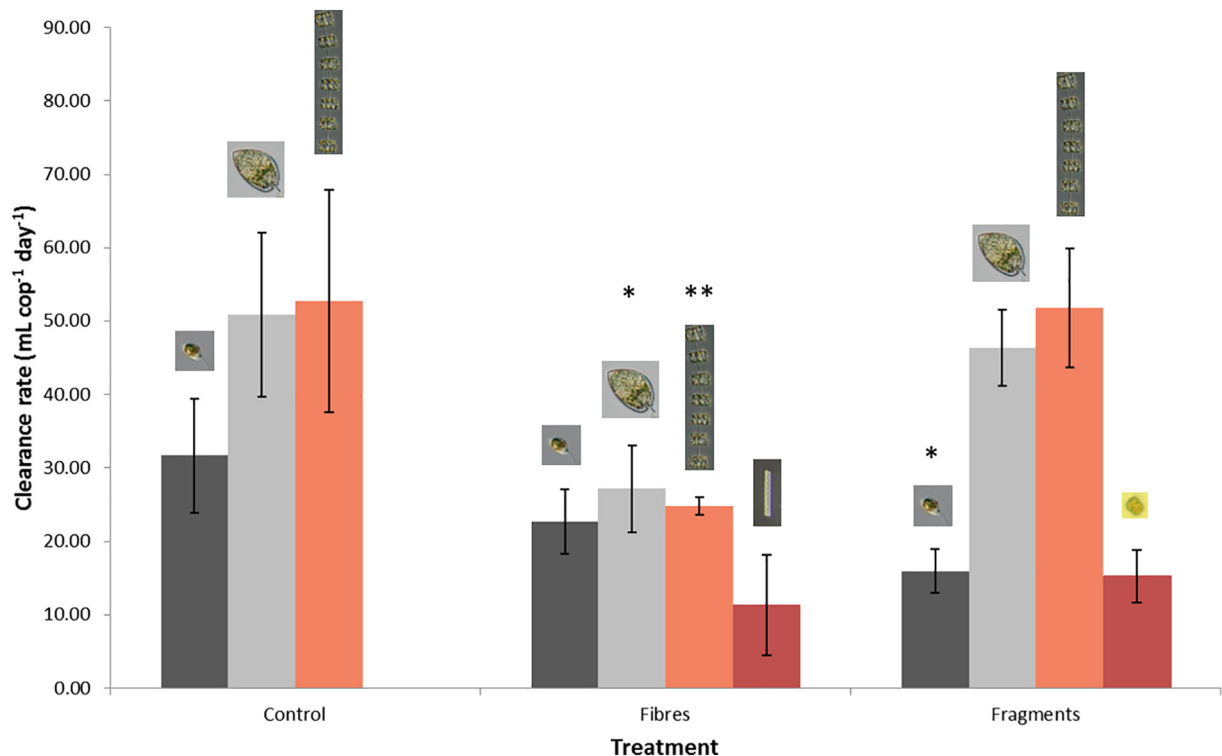 90.00
80.00
70.00
60.00
50.00
40.00
30.00
20.00
10.00
0.00
Clearance rate (mL cop⁻¹ day⁻¹)
*
**
*
Control
Fibres
Fragments
Treatment